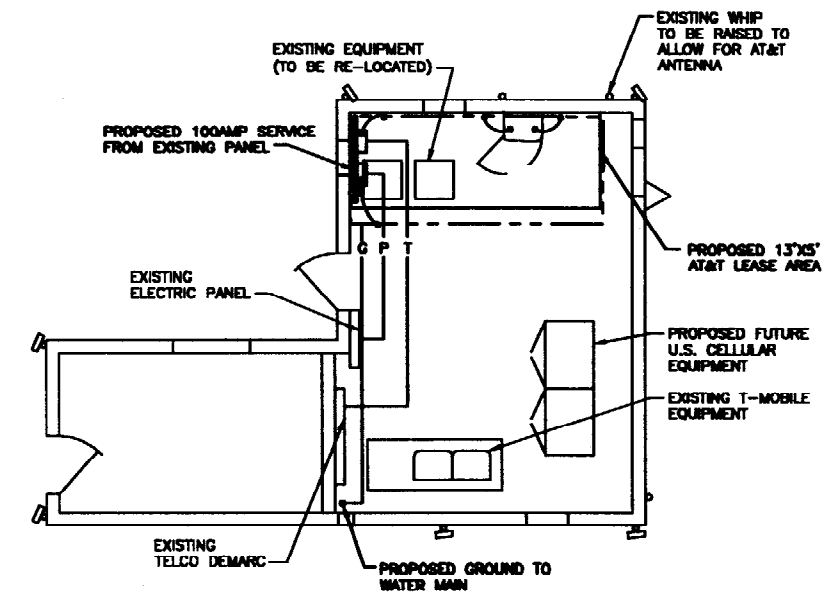 EXISTING WHIP
TO BE RAISED TO
ALLOW FOR AT&T
ANTENNA
EXISTING EQUIPMENT
(TO BE RE-LOCATED)
PROPOSED 100AMP SERVICE
FROM EXISTING PANEL
G P T
PROPOSED 13'X5'
AT&T LEASE AREA
EXISTING
ELECTRIC PANEL
PROPOSED FUTURE
U.S. CELLULAR
EQUIPMENT
EXISTING T-MOBILE
EQUIPMENT
EXISTING
TELCO DEMARC
PROPOSED GROUND TO
WATER MAIN